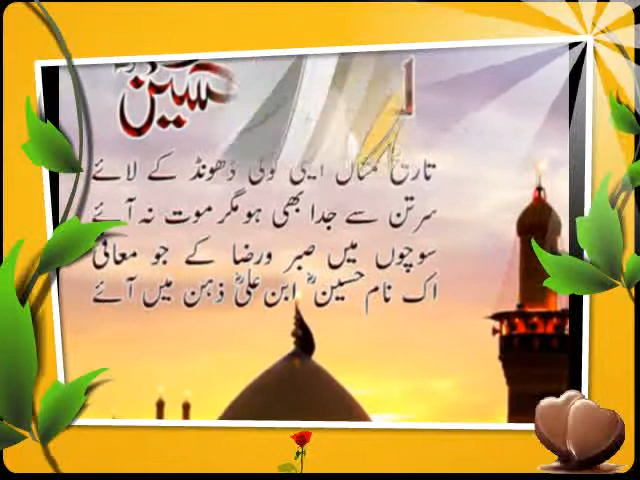 حسین
تاریخ مثال ایسی کوئی ڈھونڈ کے لائے
سر تن سے جدا بھی ہو مگر موت نہ آئے
سوچوں میں صبر و رضا کے جو معافی
اک نام حسینؓ ابن علیؓ ذہن میں آئے